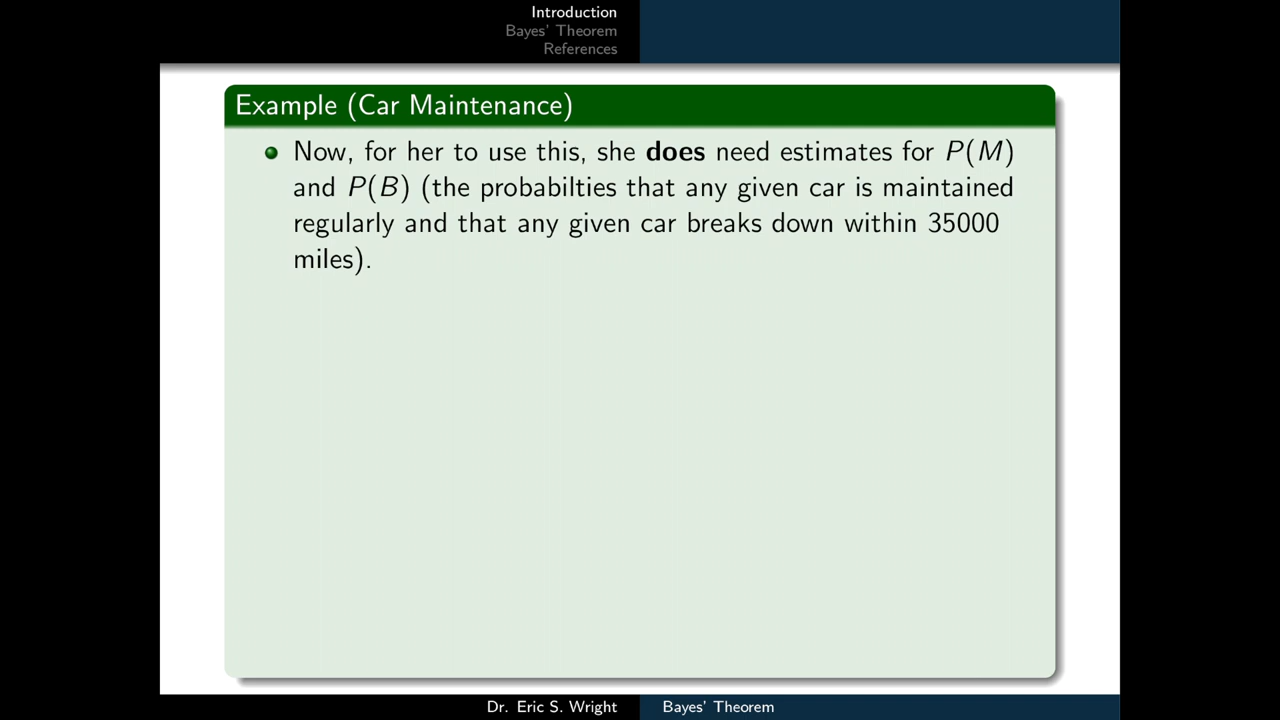 Introduction
Bayes' Theorem
References
Example (Car Maintenance)
Now, for her to use this, she does need estimates for P(M)
and P(B) (the probabilties that any given car is maintained
regularly and that any given car breaks down within 35000
miles).
Dr. Eric S. Wright
Bayes' Theorem